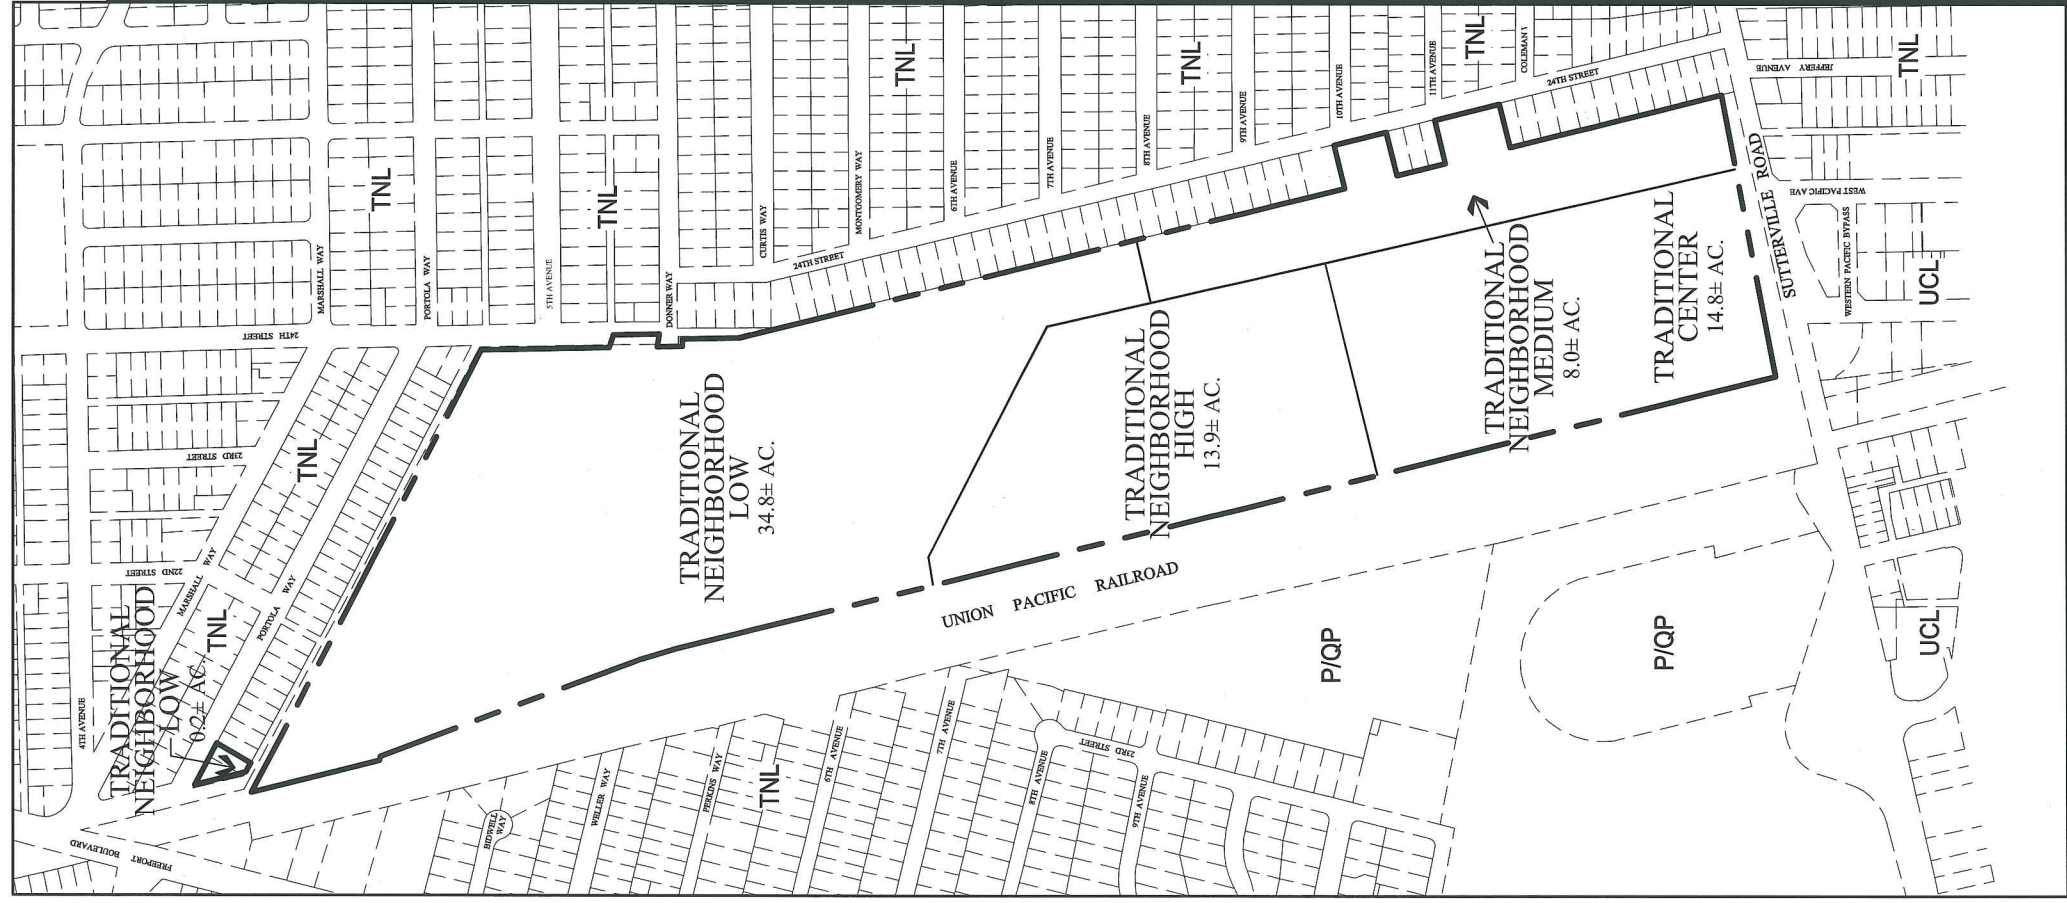 TNL
TNL
TNL
TNL
TNL
TNL
COLEMAN
24TH STREET
JEFFERY AVENUE
11TH AVENUE
10TH AVENUE
9TH AVENUE
8TH AVENUE
7TH AVENUE
6TH AVENUE
MONTGOMERY WAY
CURTIS WAY
24TH STREET
DONNER WAY
5TH AVENUE
PORTOLA WAY
MARSHALL WAY
24TH STREET
23RD STREET
22ND STREET
MARSHALL WAY
PORTOLA WAY
TNL
TNL
4TH AVENUE
TRADITIONAL
NEIGHBORHOOD
LOW
0.2± AC.
TRADITIONAL
NEIGHBORHOOD
LOW
34.8± AC.
TRADITIONAL
NEIGHBORHOOD
HIGH
13.9± AC.
TRADITIONAL
NEIGHBORHOOD
MEDIUM
8.0± AC.
TRADITIONAL
CENTER
14.8± AC.
SUTTERVILLE ROAD
WEST PACIFIC AVE
WESTERN PACIFIC BYPASS
UCL
UNION PACIFIC RAILROAD
P/QP
P/QP
UCL
FREEPORT BOULEVARD
BIDWELL
WAY
WELLER WAY
PERKINS WAY
TNL
6TH AVENUE
7TH AVENUE
8TH AVENUE
23RD STREET
9TH AVENUE